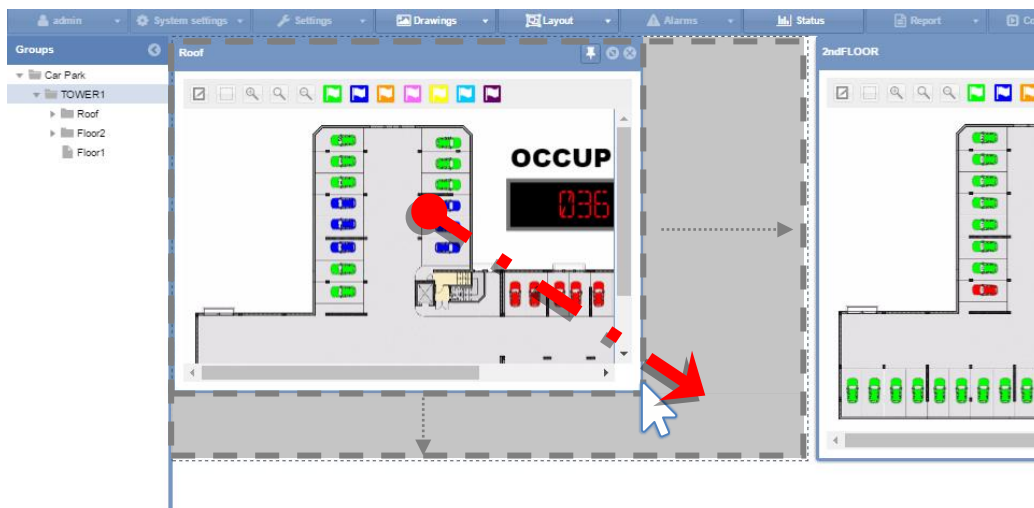 admin
System settings
Settings
Drawings
Layout
Alarms
Status
Report
Co
Groups
Roof
2ndFLOOR
Car Park
TOWER1
Roof
Floor2
Floor1
OCCUP
036